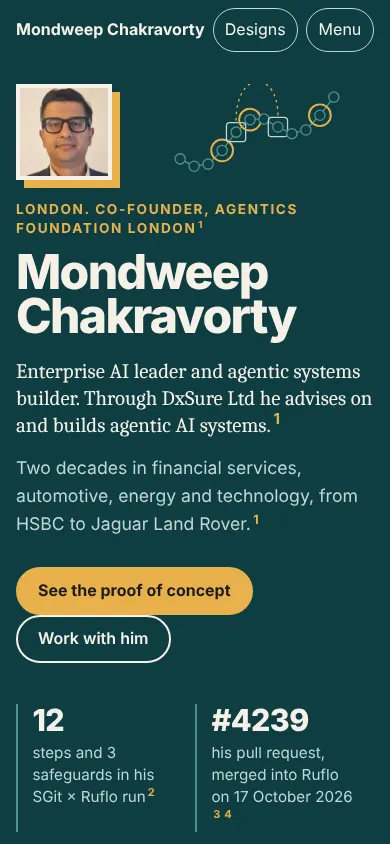 Mondweep Chakravorty
Designs
Menu
LONDON. CO-FOUNDER, AGENTICS
FOUNDATION LONDON 1
Mondweep
Chakravorty
Enterprise AI leader and agentic systems
builder. Through DxSure Ltd he advises on
and builds agentic AI systems. 1
Two decades in financial services,
automotive, energy and technology, from
HSBC to Jaguar Land Rover. 1
See the proof of concept
Work with him
12
steps and 3
safeguards in his
SGit × Ruflo run 2
#4239
his pull request,
merged into Ruflo
on 17 October 2026
3 4